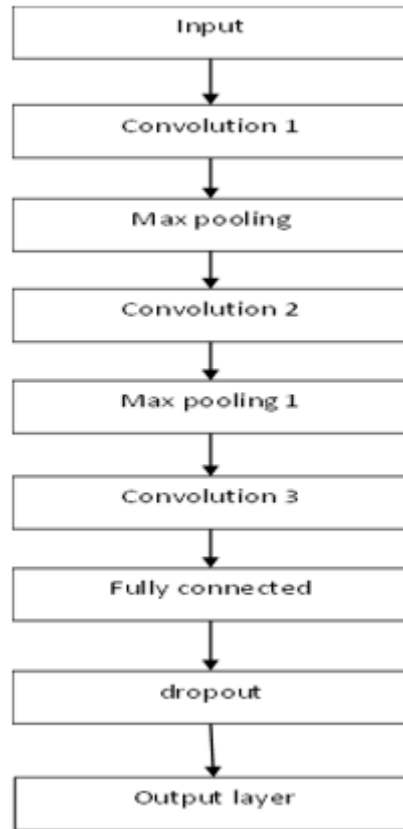 Input
Convolution 1
Max pooling
Convolution 2
Max pooling 1
Convolution 3
Fully connected
dropout
Output layer